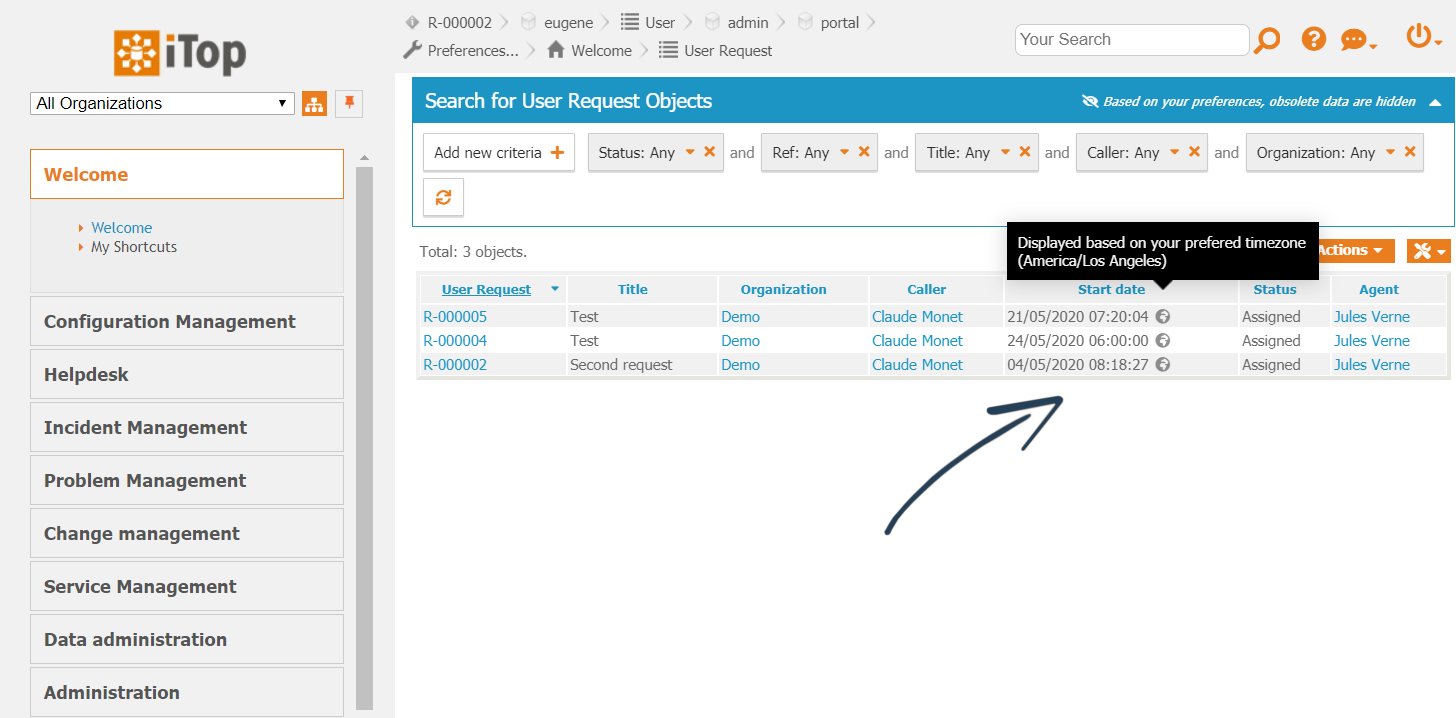 R-000002 eugene User admin portal
Preferences... Welcome User Request
Your Search
iTop
All Organizations
Welcome
Welcome
My Shortcuts
Configuration Management
Helpdesk
Incident Management
Problem Management
Change management
Service Management
Data administration
Administration
Search for User Request Objects Based on your preferences, obsolete data are hidden
Add new criteria Status: Any and Ref: Any and Title: Any and Caller: Any and Organization: Any
Total: 3 objects.
Displayed based on your prefered timezone
(America/Los Angeles)
Actions
User Request Title Organization Caller Start date Status Agent
R-000005 Test Demo Claude Monet 21/05/2020 07:20:04 Assigned Jules Verne
R-000004 Test Demo Claude Monet 24/05/2020 06:00:00 Assigned Jules Verne
R-000002 Second request Demo Claude Monet 04/05/2020 08:18:27 Assigned Jules Verne